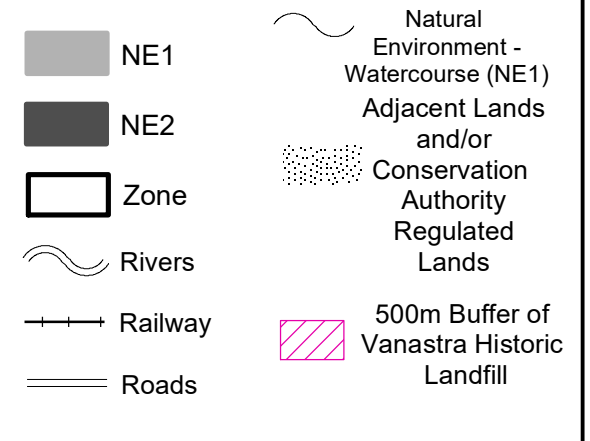 NE1
NE2
Zone
Rivers
Railway
Roads
Natural
Environment -
Watercourse (NE1)
Adjacent Lands
and/or
Conservation
Authority
Regulated
Lands
500m Buffer of
Vanastra Historic
Landfill